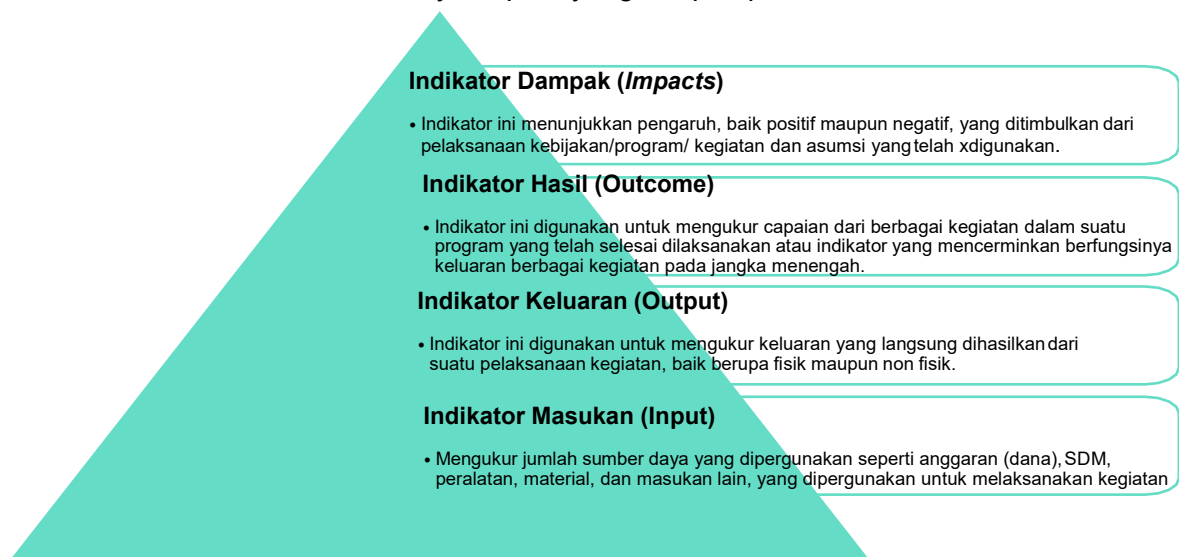 Indikator Dampak (Impacts)
• Indikator ini menunjukkan pengaruh, baik positif maupun negatif, yang ditimbulkan dari
pelaksanaan kebijakan/program/ kegiatan dan asumsi yang telah xdigunakan.
Indikator Hasil (Outcome)
• Indikator ini digunakan untuk mengukur capaian dari berbagai kegiatan dalam suatu
program yang telah selesai dilaksanakan atau indikator yang mencerminkan berfungsinya
keluaran berbagai kegiatan pada jangka menengah.
Indikator Keluaran (Output)
• Indikator ini digunakan untuk mengukur keluaran yang langsung dihasilkan dari
suatu pelaksanaan kegiatan, baik berupa fisik maupun non fisik.
Indikator Masukan (Input)
• Mengukur jumlah sumber daya yang dipergunakan seperti anggaran (dana), SDM,
peralatan, material, dan masukan lain, yang dipergunakan untuk melaksanakan kegiatan